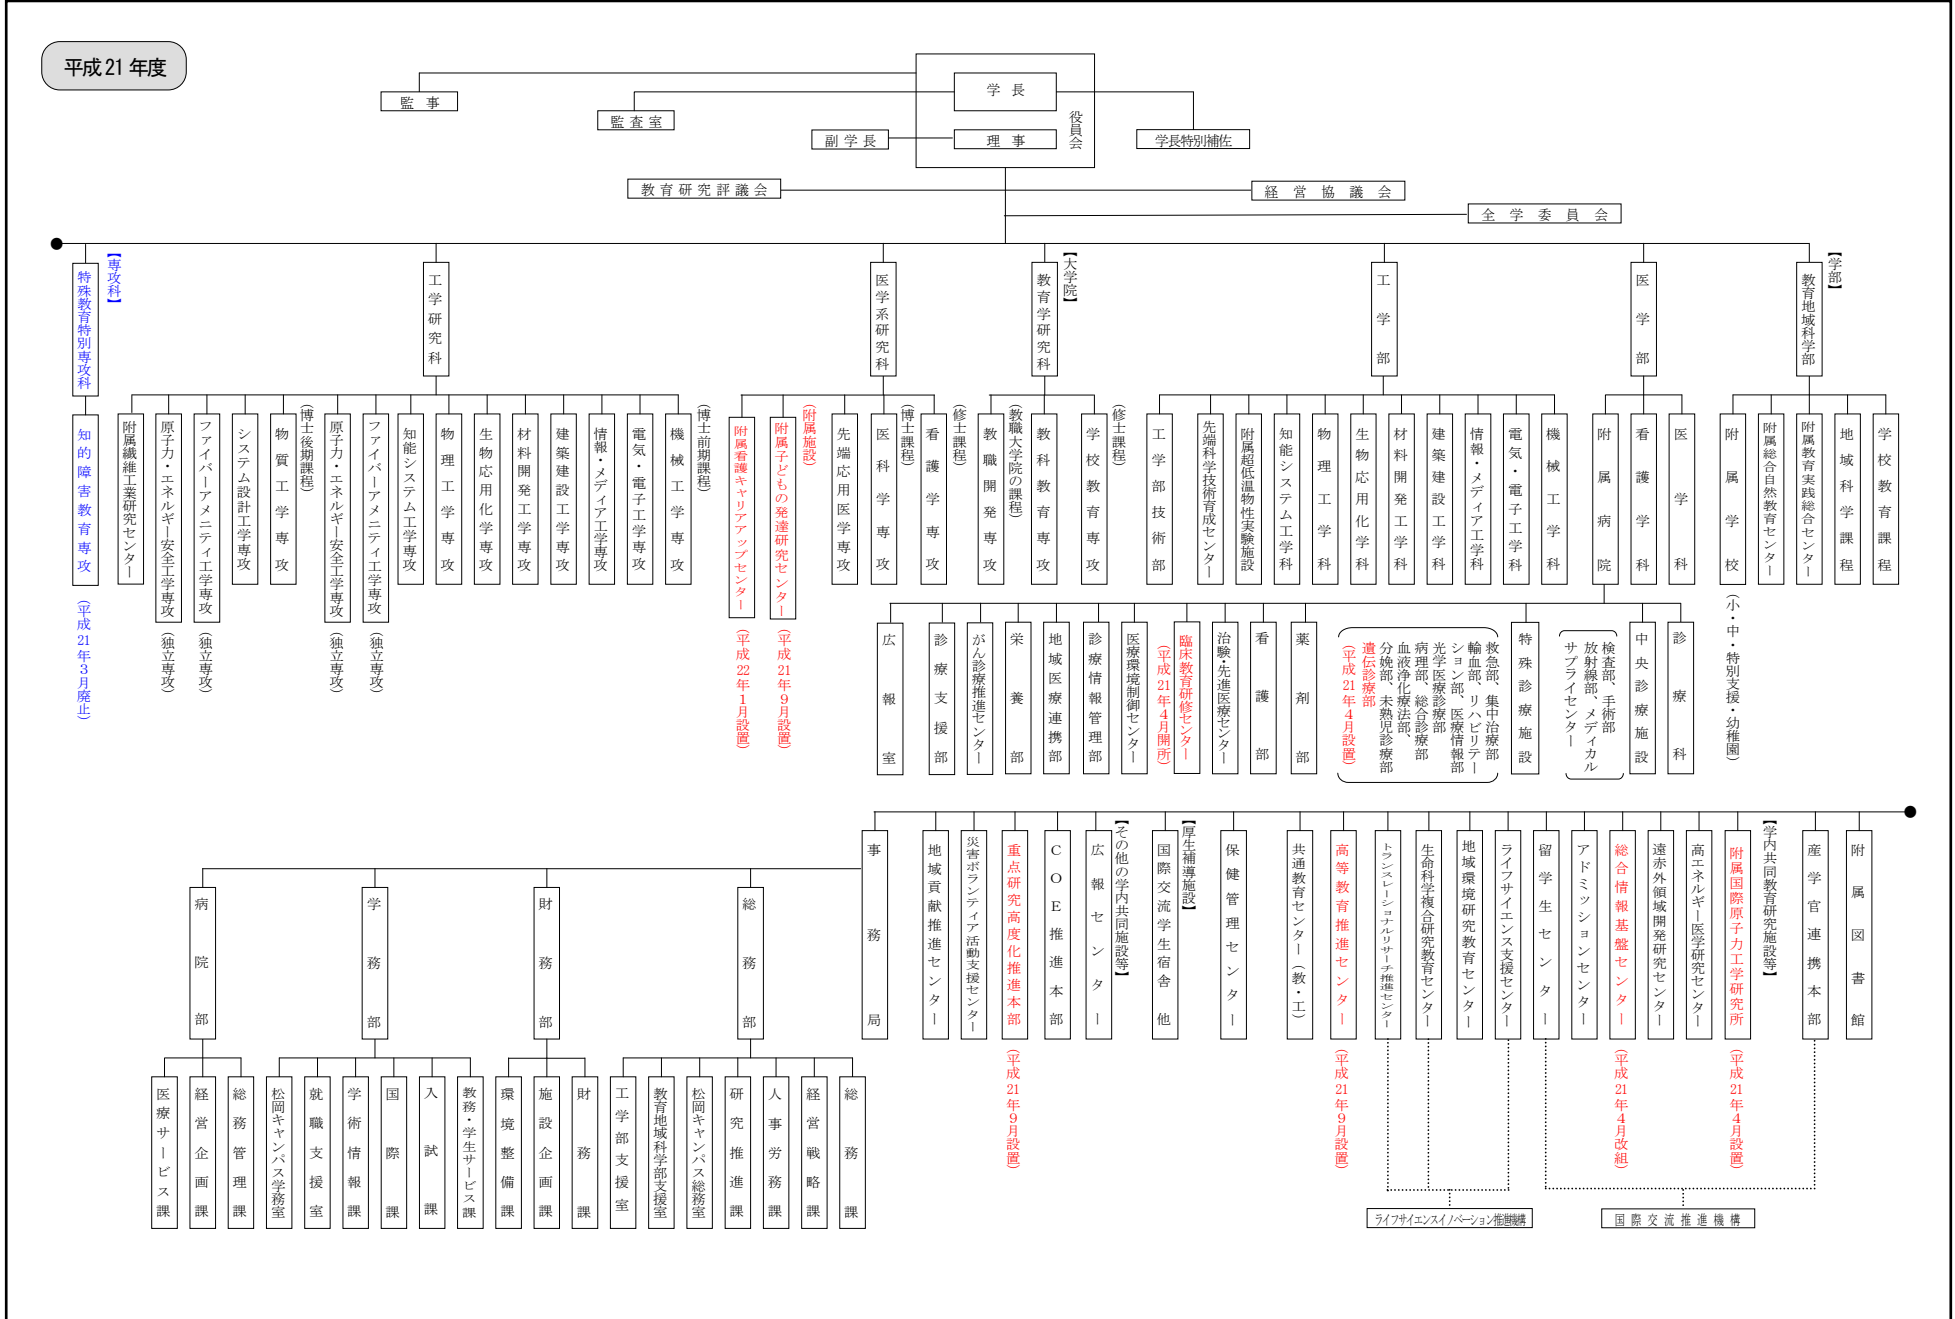 平成21年度
学長
役員会
理事
監事
監査室
副学長
学長特別補佐
教育研究評議会
経営協議会
全学委員会
【学部】
教育地域科学部
学校教育課程
地域科学課程
附属教育実践総合センター
附属総合自然教育センター
附属学校
(小・中・特別支援・幼稚園)
医学部
医学科
看護学科
附属病院
診療科
中央診療施設
検査部、手術部
放射線部、メディカル
サプライセンター
特殊診療施設
救急部、集中治療部
輸血部、リハビリテー
ション部、医療情報部
光学医療診療部
病理部、総合診療部
血液浄化療法部、
分娩部、未熟児診療部
遺伝診療部
(平成21年4月設置)
薬剤部
看護部
治験・先進医療センター
臨床教育研修センター
(平成21年4月開所)
医療環境制御センター
診療情報管理部
地域医療連携部
栄養部
がん診療推進センター
診療支援部
広報室
工学部
機械工学科
電気・電子工学科
情報・メディア工学科
建築建設工学科
材料開発工学科
生物応用化学科
物理工学科
知能システム工学科
附属超低温物性実験施設
先端科学技術育成センター
工学部技術部
【大学院】
教育学研究科
(修士課程)
学校教育専攻
教科教育専攻
(教職大学院の課程)
教職開発専攻
医学系研究科
(修士課程)
看護学専攻
(博士課程)
医科学専攻
先端応用医学専攻
(附属施設)
附属子どもの発達研究センター
(平成21年9月設置)
附属看護キャリアアップセンター
(平成22年1月設置)
工学研究科
(博士前期課程)
機械工学専攻
電気・電子工学専攻
情報・メディア工学専攻
建築建設工学専攻
材料開発工学専攻
生物応用化学専攻
物理工学専攻
知能システム工学専攻
ファイバーアメニティ工学専攻
(独立専攻)
原子力・エネルギー安全工学専攻
(独立専攻)
(博士後期課程)
物質工学専攻
システム設計工学専攻
ファイバーアメニティ工学専攻
(独立専攻)
原子力・エネルギー安全工学専攻
(独立専攻)
附属繊維工業研究センター
【専攻科】
特殊教育特別専攻科
知的障害教育専攻
(平成21年3月廃止)
附属図書館
産学官連携本部
【学内共同教育研究施設等】
附属国際原子力工学研究所
(平成21年4月設置)
高エネルギー医学研究センター
遠赤外領域開発研究センター
総合情報基盤センター
(平成21年4月改組)
アドミッションセンター
留学生センター
ライフサイエンス支援センター
地域環境研究教育センター
生命科学複合研究教育センター
トランスレーショナルリサーチ推進センター
高等教育推進センター
(平成21年9月設置)
共通教育センター(教・工)
保健管理センター
【厚生補導施設】
国際交流学生宿舎 他
【その他の学内共同施設等】
広報センター
COE推進本部
重点研究高度化推進本部
(平成21年9月設置)
災害ボランティア活動支援センター
地域貢献推進センター
事務局
総務部
総務課
経営戦略課
人事労務課
研究推進課
松岡キャンパス総務室
教育地域科学部支援室
工学部支援室
財務部
財務課
施設企画課
環境整備課
学務部
教務・学生サービス課
入試課
国際課
学術情報課
就職支援室
松岡キャンパス学務室
病院部
総務管理課
経営企画課
医療サービス課
ライフサイエンスイノベーション推進機構
国際交流推進機構